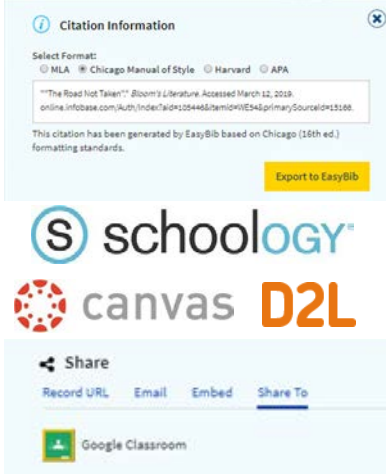 i Citation Information
Select Format:
MLA Chicago Manual of Style Harvard APA
""The Road Not Taken"." Bloom's Literature. Accessed March 12, 2019.
online.infobase.com/Auth/Index?aid=105446&itemid=WE54&primarySourceId=15166.
This citation has been generated by EasyBib based on Chicago (16th ed.)
formatting standards.
Export to EasyBib
S schoology
canvas D2L
Share
Record URL Email Embed Share To
Google Classroom